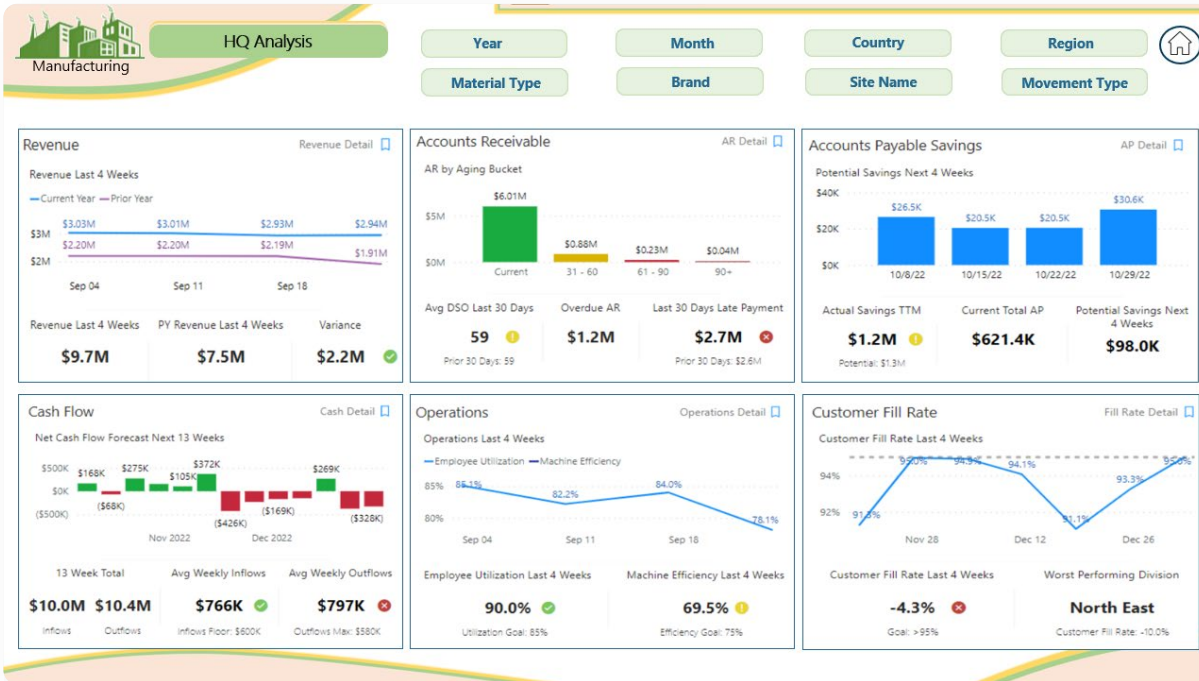 HQ Analysis
Manufacturing
Year
Month
Country
Region
Material Type
Brand
Site Name
Movement Type
Revenue
Revenue Detail
Revenue Last 4 Weeks
Current Year
Prior Year
$3.03M
$3.01M
$2.93M
$2.94M
$3M
$2.20M
$2.20M
$2.19M
$1.91M
$2M
Sep 04
Sep 11
Sep 18
Revenue Last 4 Weeks
PY Revenue Last 4 Weeks
Variance
$9.7M
$7.5M
$2.2M
Accounts Receivable
AR Detail
AR by Aging Bucket
$6.01M
$5M
$0.88M
$0.23M
$0.04M
$0M
Current
31 - 60
61 - 90
90+
Avg DSO Last 30 Days
Overdue AR
Last 30 Days Late Payment
59
$1.2M
$2.7M
Prior 30 Days: 59
Prior 30 Days: $2.6M
Accounts Payable Savings
AP Detail
Potential Savings Next 4 Weeks
$40K
$26.5K
$20.5K
$20.5K
$30.6K
$20K
$0K
10/8/22
10/15/22
10/22/22
10/29/22
Actual Savings TTM
Current Total AP
Potential Savings Next
4 Weeks
$1.2M
$621.4K
$98.0K
Potential: $1.3M
Cash Flow
Cash Detail
Net Cash Flow Forecast Next 13 Weeks
$500K
$168K
$275K
$105K
$372K
$269K
$0K
($68K)
($426K)
($169K)
($328K)
($500K)
Nov 2022
Dec 2022
13 Week Total
Avg Weekly Inflows
Avg Weekly Outflows
$10.0M
$10.4M
$766K
$797K
Inflows
Outflows
Inflows Floor: $600K
Outflows Max: $580K
Operations
Operations Detail
Operations Last 4 Weeks
Employee Utilization
Machine Efficiency
85%
85.1%
82.2%
84.0%
78.1%
80%
Sep 04
Sep 11
Sep 18
Employee Utilization Last 4 Weeks
Machine Efficiency Last 4 Weeks
90.0%
69.5%
Utilization Goal: 85%
Efficiency Goal: 75%
Customer Fill Rate
Fill Rate Detail
Customer Fill Rate Last 4 Weeks
94%
95.0%
94.9%
94.1%
93.3%
95.0%
92%
91.3%
91.1%
Nov 28
Dec 12
Dec 26
Customer Fill Rate Last 4 Weeks
Worst Performing Division
-4.3%
North East
Goal: >95%
Customer Fill Rate: -10.0%